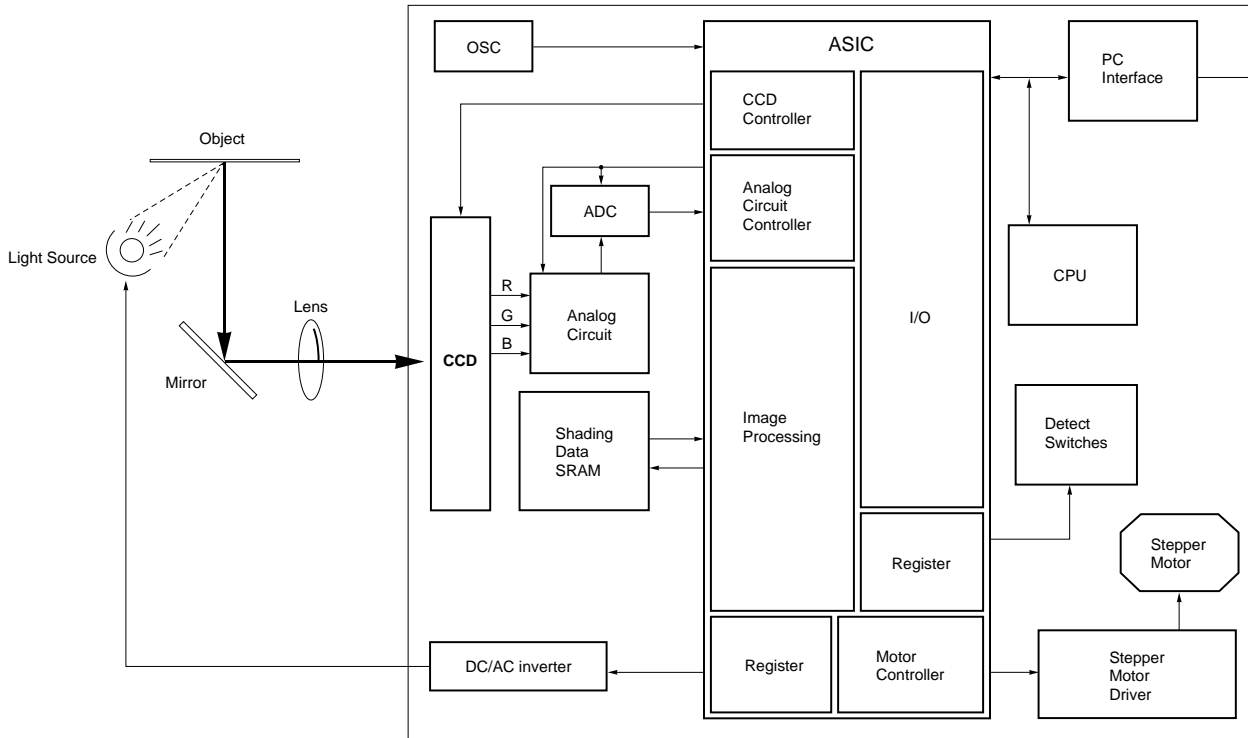 OSC
ASIC
PC
Interface
CCD
Controller
Object
Analog
Circuit
Controller
ADC
Light Source
CPU
R
G
B
Analog
Circuit
Lens
I/O
CCD
Mirror
Shading
Data
SRAM
Image
Processing
Detect
Switches
Stepper
Motor
Register
DC/AC inverter
Register
Motor
Controller
Stepper
Motor
Driver